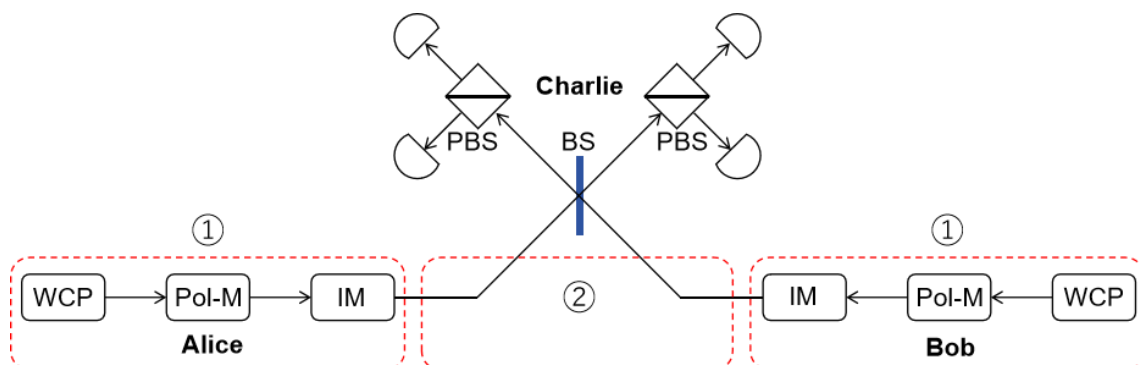 Charlie
PBS BS PBS
① ①
WCP Pol-M IM ② IM Pol-M WCP
Alice Bob